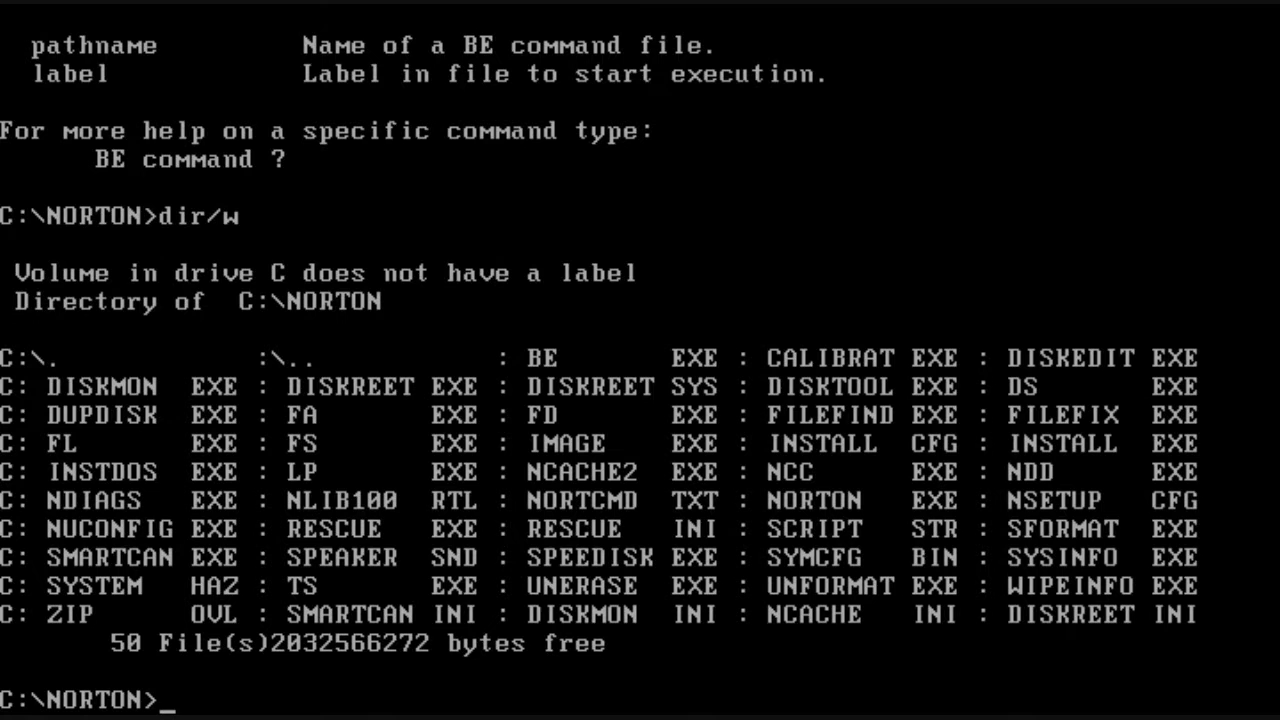 pathname Name of a BE command file.
label Label in file to start execution.
For more help on a specific command type:
BE command ?
C:\NORTON>dir/w
Volume in drive C does not have a label
Directory of C:\NORTON
C:\. :\.. : BE EXE : CALIBRAT EXE : DISKEDIT EXE
C: DISKMON EXE : DISKREET EXE : DISKREET SYS : DISKTOOL EXE : DS EXE
C: DUPDISK EXE : FA EXE : FD EXE : FILEFIND EXE : FILEFIX EXE
C: FL EXE : FS EXE : IMAGE EXE : INSTALL CFG : INSTALL EXE
C: INSTDOS EXE : LP EXE : NCACHE2 EXE : NCC EXE : NDD EXE
C: NDIAGS EXE : NLIB100 RTL : NORTCMD TXT : NORTON EXE : NSETUP CFG
C: NUCONFIG EXE : RESCUE EXE : RESCUE INI : SCRIPT STR : SFORMAT EXE
C: SMARTCAN EXE : SPEAKER SND : SPEEDISK EXE : SYMCFG BIN : SYSINFO EXE
C: SYSTEM HAZ : TS EXE : UNERASE EXE : UNFORMAT EXE : WIPEINFO EXE
C: ZIP OVL : SMARTCAN INI : DISKMON INI : NCACHE INI : DISKREET INI
50 File(s)2032566272 bytes free
C:\NORTON>_